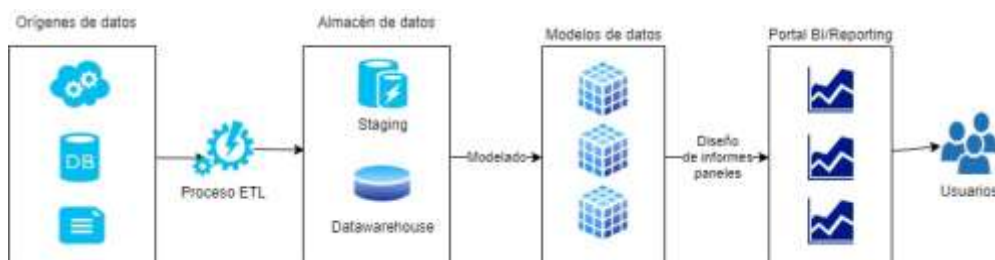 Orígenes de datos
Almacén de datos
Modelos de datos
Portal BI/Reporting
DB
Proceso ETL
Staging
Datawarehouse
Modelado
Diseño
de informes
paneles
Usuarios